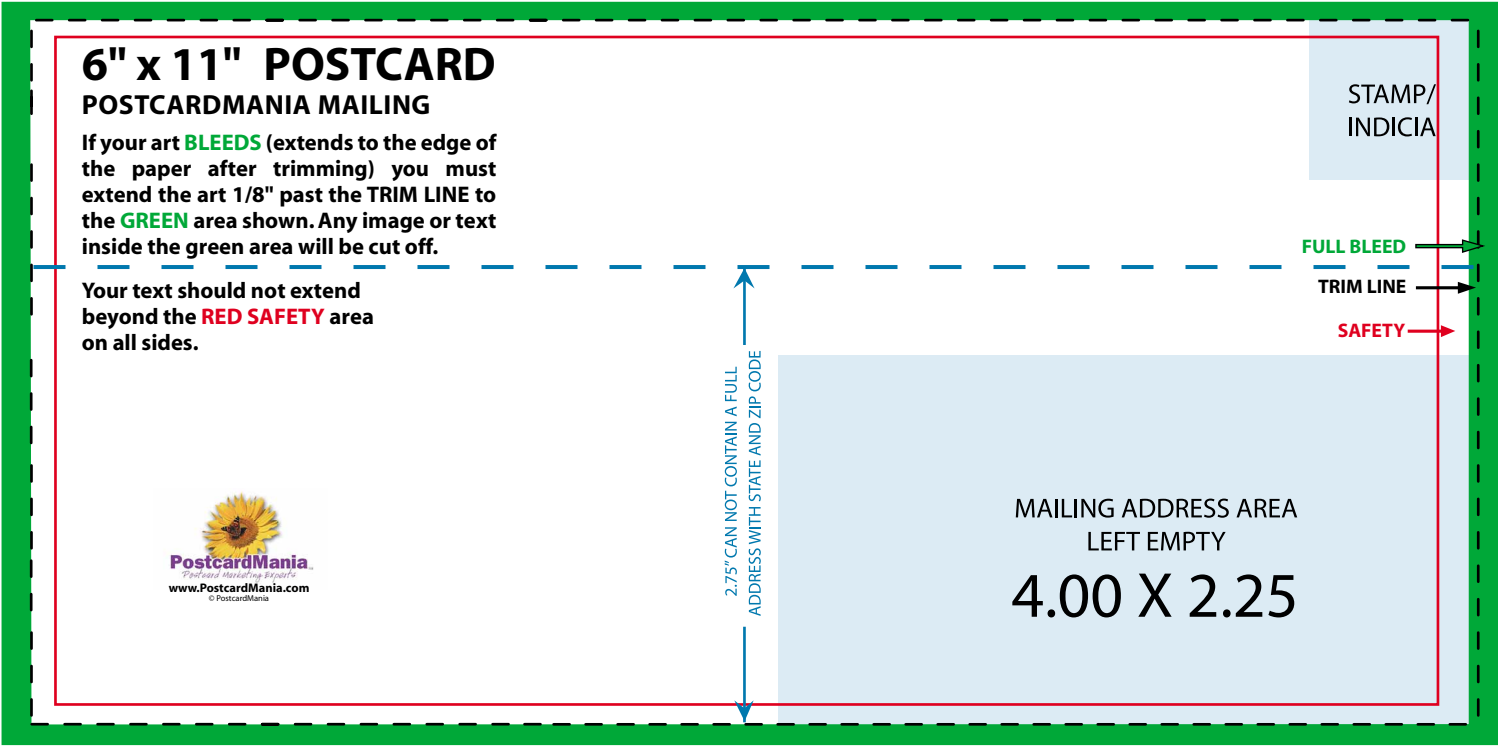 6" x 11" POSTCARD
POSTCARDMANIA MAILING
If your art BLEEDS (extends to the edge of
the paper after trimming) you must
extend the art 1/8" past the TRIM LINE to
the GREEN area shown. Any image or text
inside the green area will be cut off.
Your text should not extend
beyond the RED SAFETY area
on all sides.
STAMP/
INDICIA
FULL BLEED
TRIM LINE
SAFETY
2.75" CAN NOT CONTAIN A FULL
ADDRESS WITH STATE AND ZIP CODE
MAILING ADDRESS AREA
LEFT EMPTY
4.00 X 2.25
PostcardMania
Postcard Marketing Experts
www.PostcardMania.com
© PostcardMania